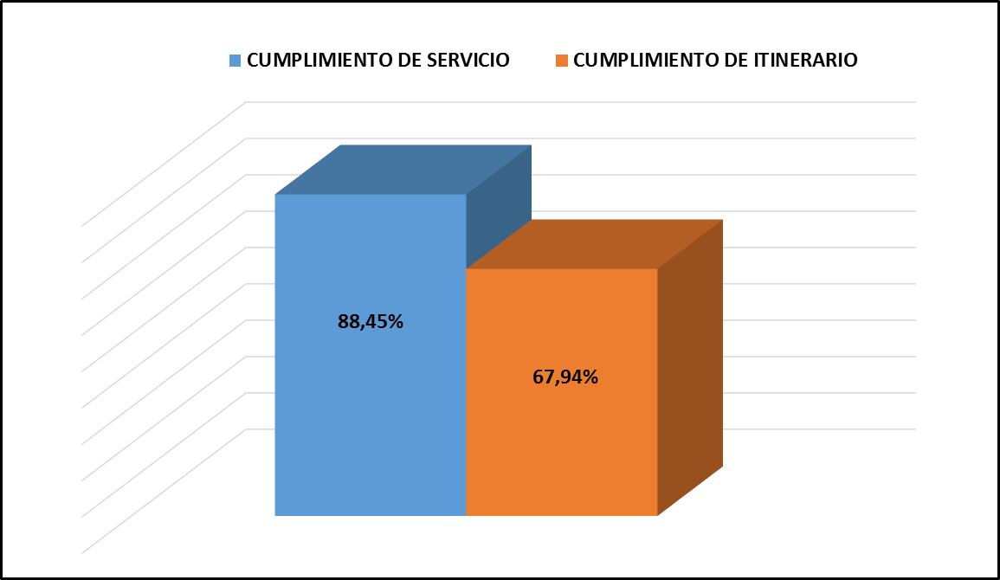 CUMPLIMIENTO DE SERVICIO CUMPLIMIENTO DE ITINERARIO
88,45%
67,94%